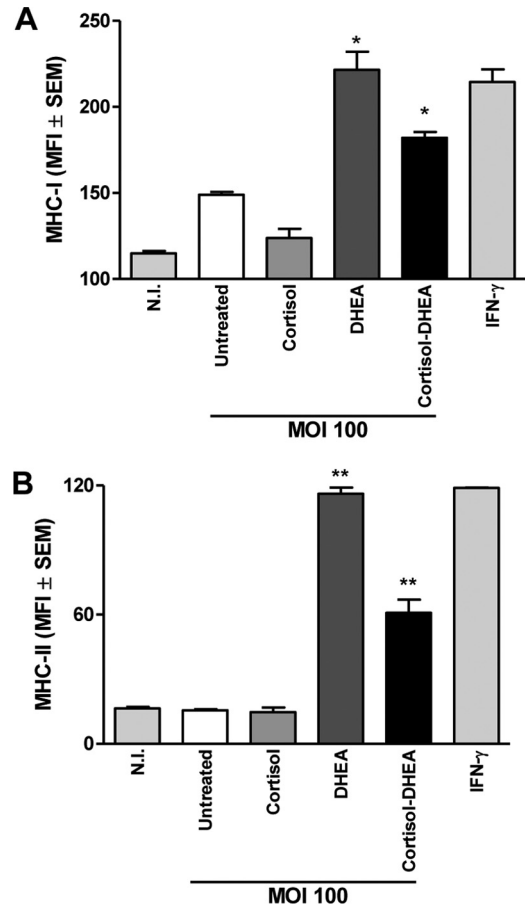 A
MHC-I (MFI ± SEM)
250
200
150
100
*
*
N.I.
Untreated
Cortisol
DHEA
Cortisol-DHEA
IFN-γ
MOI 100
B
MHC-II (MFI ± SEM)
120
60
0
**
**
N.I.
Untreated
Cortisol
DHEA
Cortisol-DHEA
IFN-γ
MOI 100